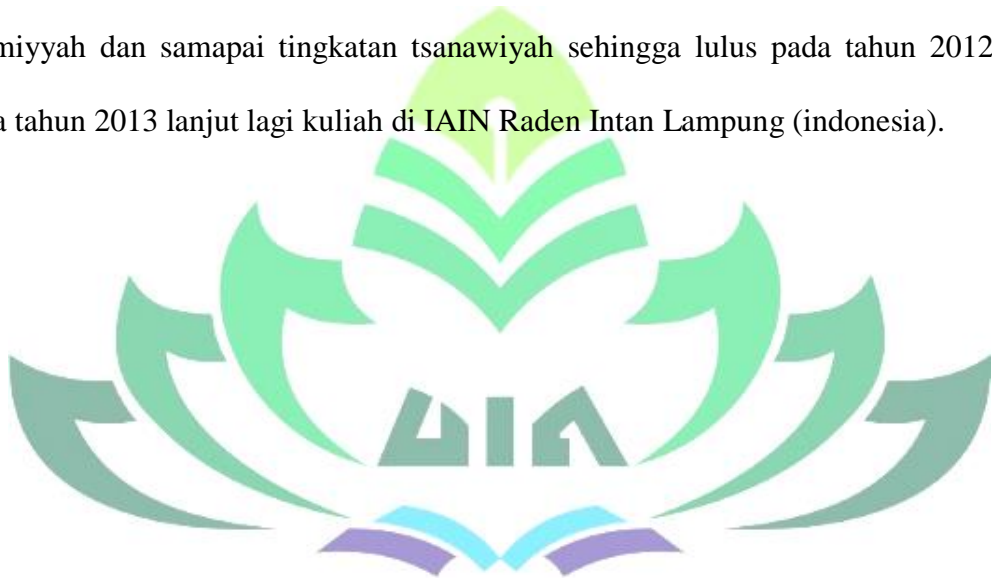 miyyah dan samapai tingkatan tsanawiyah sehingga lulus pada tahun 2012
a tahun 2013 lanjut lagi kuliah di IAIN Raden Intan Lampung (indonesia).
UIN